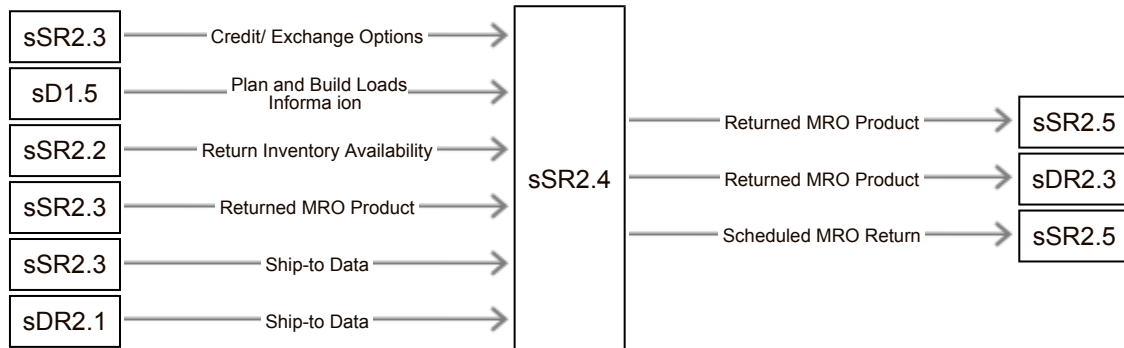 sSR2.3
Credit/ Exchange Options
sD1.5
Plan and Build Loads
Informa ion
sSR2.2
Return Inventory Availability
sSR2.3
Returned MRO Product
sSR2.3
Ship-to Data
sDR2.1
Ship-to Data
sSR2.4
Returned MRO Product
sSR2.5
Returned MRO Product
sDR2.3
Scheduled MRO Return
sSR2.5